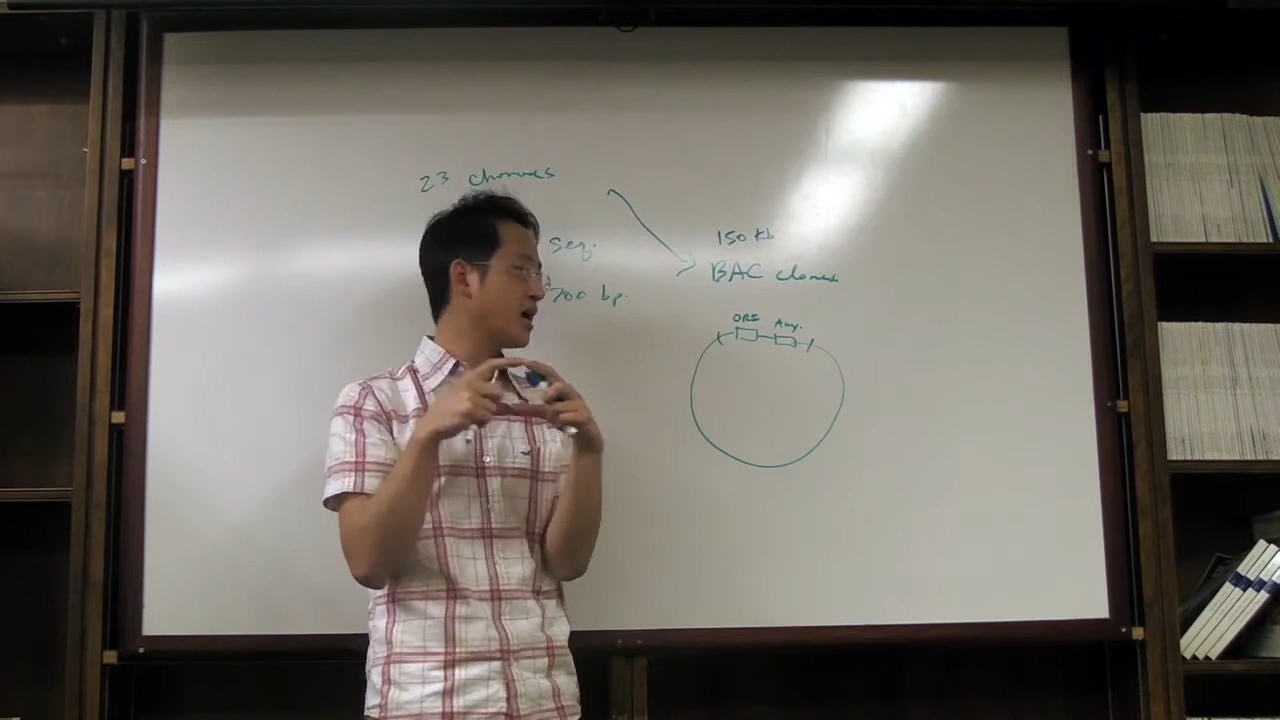 23 chromes
seq.
700 bp.
150 kb
BAC clones
ORI Amp.